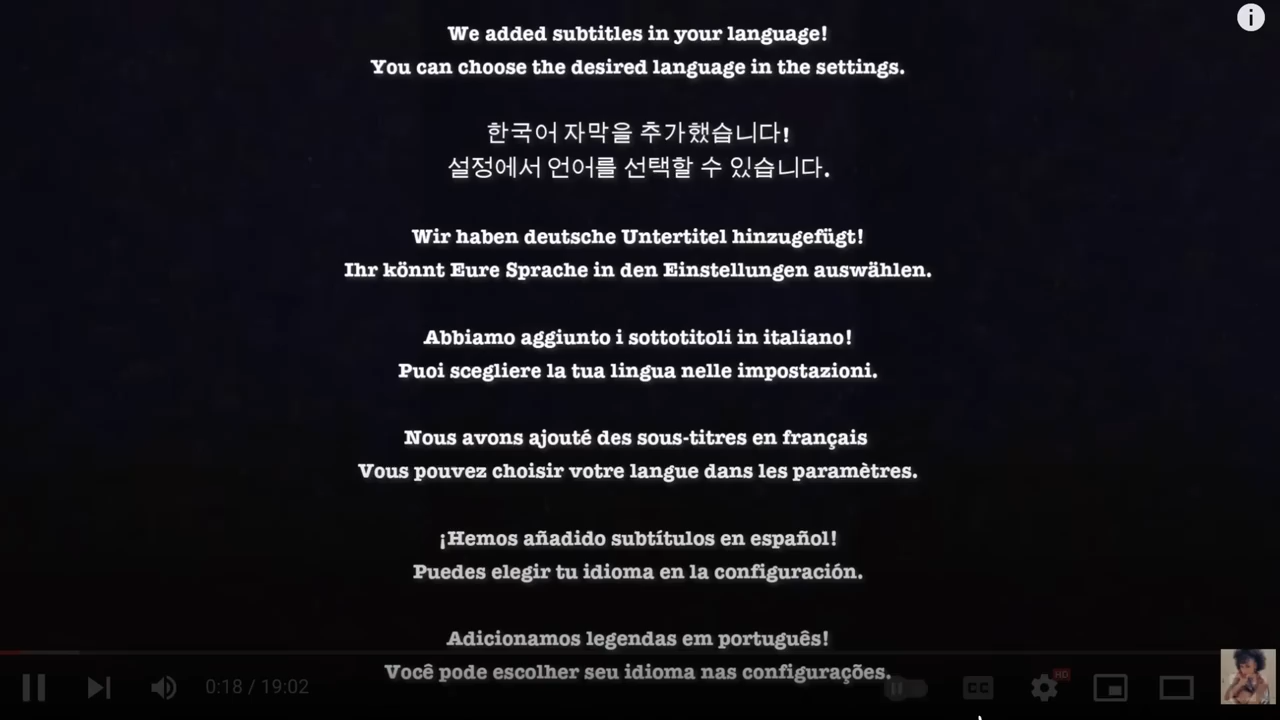 We added subtitles in your language!
You can choose the desired language in the settings.
한국어 자막을 추가했습니다!
설정에서 언어를 선택할 수 있습니다.
Wir haben deutsche Untertitel hinzugefügt!
Ihr könnt Eure Sprache in den Einstellungen auswählen.
Abbiamo aggiunto i sottotitoli in italiano!
Puoi scegliere la tua lingua nelle impostazioni.
Nous avons ajouté des sous-titres en français
Vous pouvez choisir votre langue dans les paramètres.
¡Hemos añadido subtítulos en español!
Puedes elegir tu idioma en la configuración.
Adicionamos legendas em português!
Você pode escolher seu idioma nas configurações.
0:18 / 19:02
CC
HD